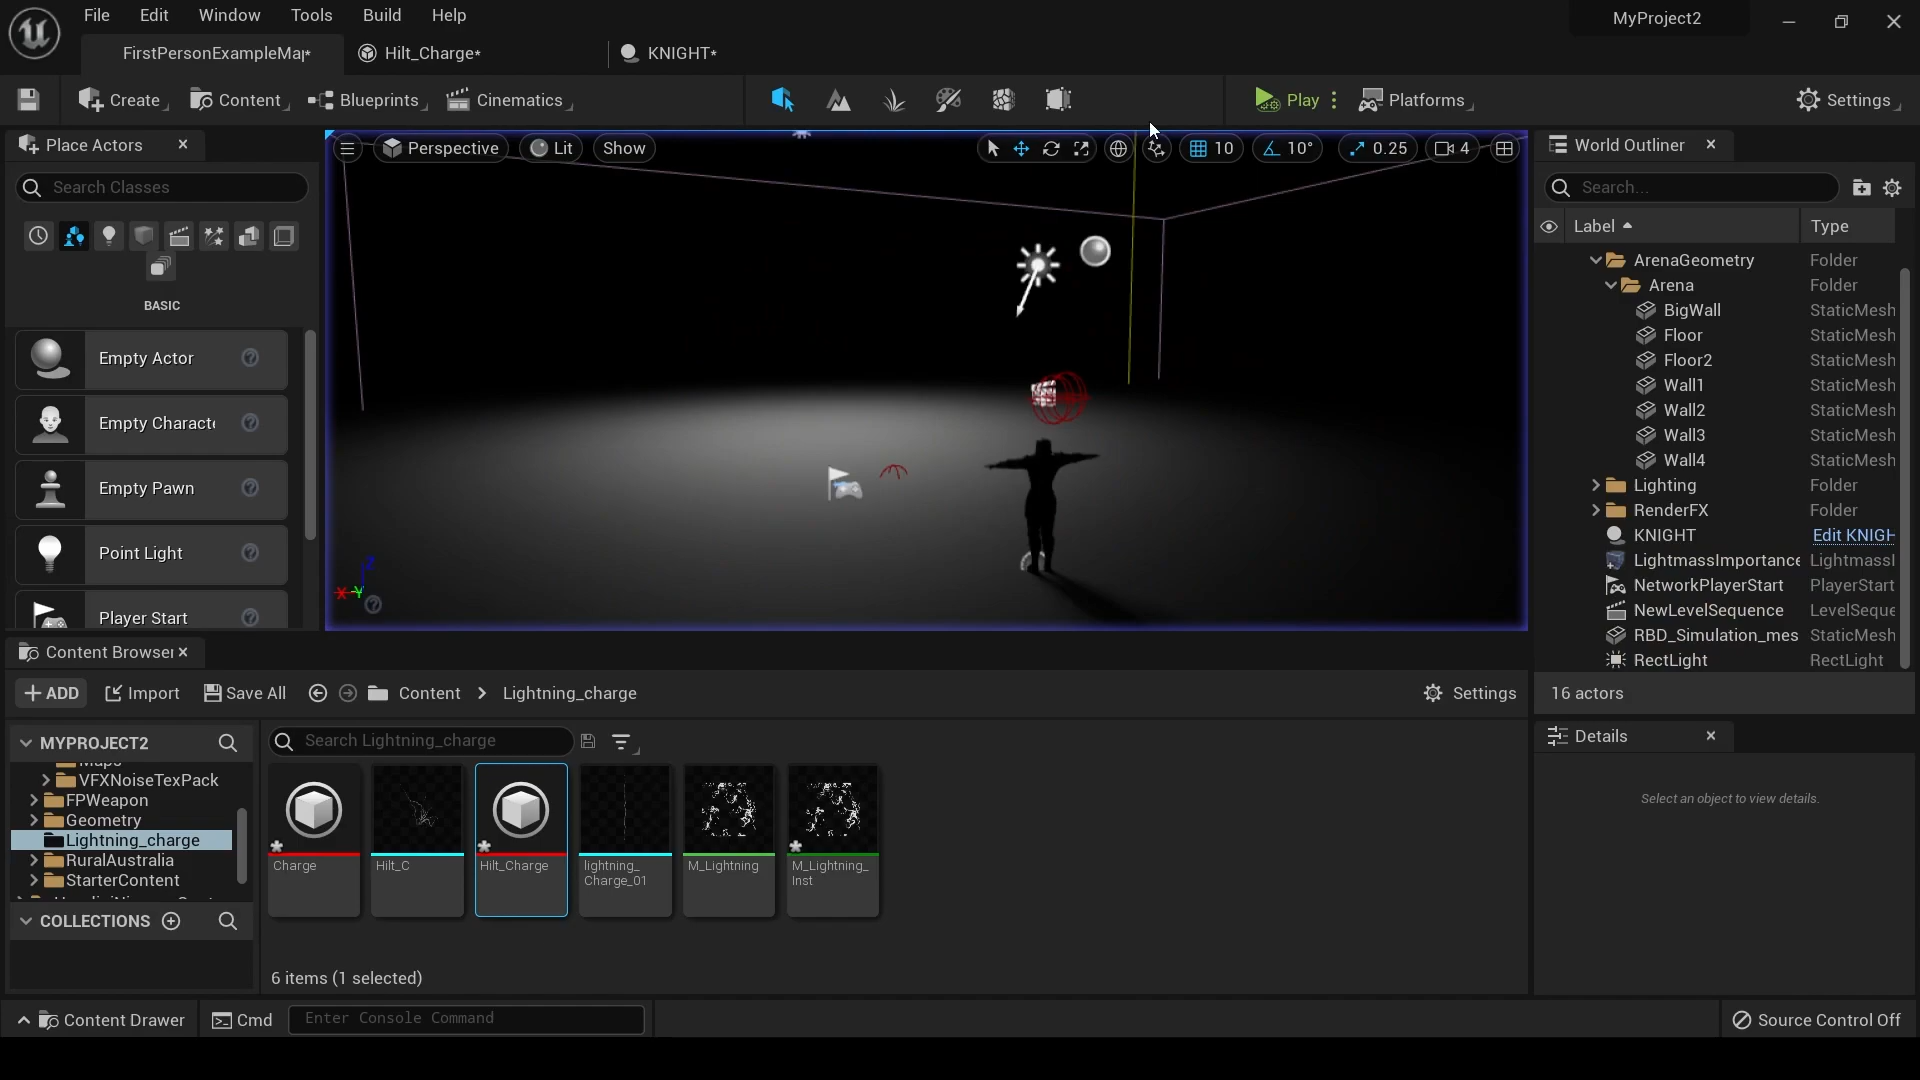 File Edit Window Tools Build Help
MyProject2
FirstPersonExampleMap*
Hilt_Charge*
KNIGHT*
Create
Content
Blueprints
Cinematics
Play
Platforms
Settings
Place Actors
Search Classes
BASIC
Empty Actor
Empty Characte
Empty Pawn
Point Light
Player Start
Perspective
Lit
Show
10
10°
0.25
4
X
Y
Z
World Outliner
Search...
Label
Type
ArenaGeometry Folder
Arena Folder
BigWall StaticMesh
Floor StaticMesh
Floor2 StaticMesh
Wall1 StaticMesh
Wall2 StaticMesh
Wall3 StaticMesh
Wall4 StaticMesh
Lighting Folder
RenderFX Folder
KNIGHT Edit KNIGH
LightmassImportance LightmassI
NetworkPlayerStart PlayerStart
NewLevelSequence LevelSeque
RBD_Simulation_mes StaticMesh
RectLight RectLight
16 actors
Details
Select an object to view details.
Content Browser
ADD
Import
Save All
Content
Lightning_charge
Settings
MYPROJECT2
Maps
VFXNoiseTexPack
FPWeapon
Geometry
Lightning_charge
RuralAustralia
StarterContent
COLLECTIONS
Search Lightning_charge
Charge
Hilt_C
Hilt_Charge
lightning_
Charge_01
M_Lightning
M_Lightning_
Inst
6 items (1 selected)
Content Drawer
Cmd
Enter Console Command
Source Control Off